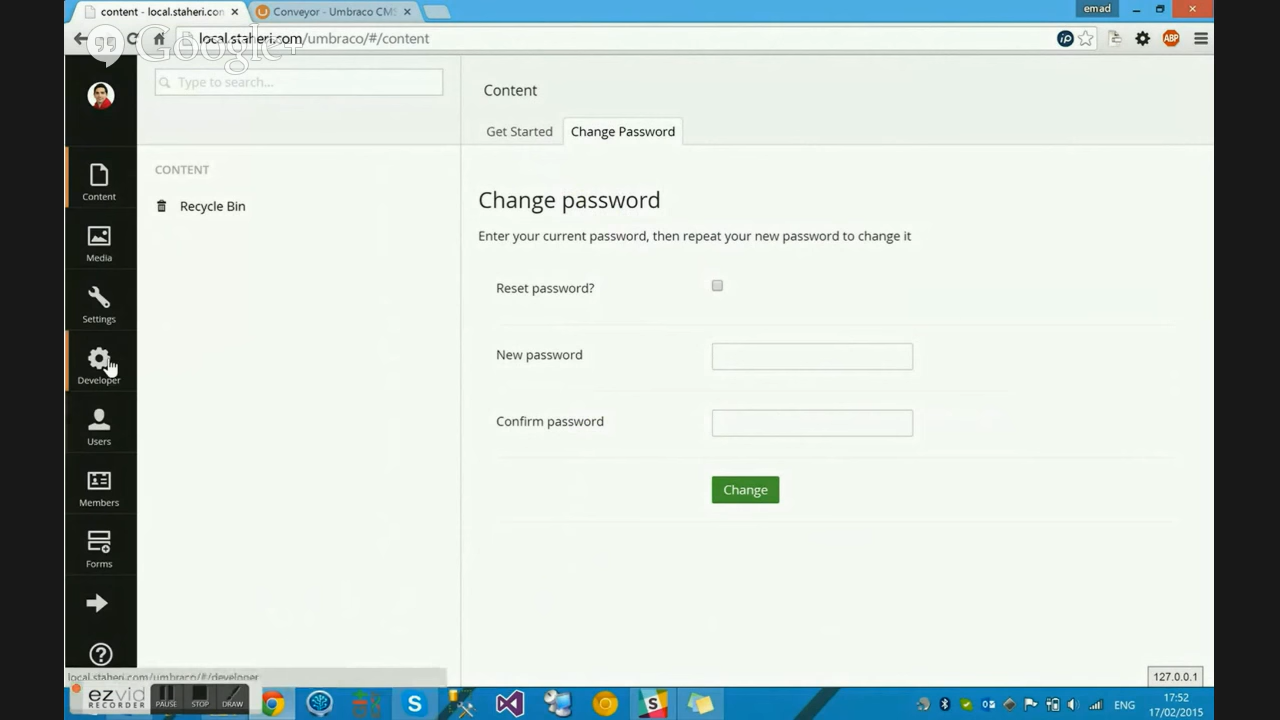 content - local.staheri.con
Conveyor - Umbraco CMS
emad
local.staheri.com/umbraco/#/content
Google+
Type to search...
Content
Get Started
Change Password
CONTENT
Recycle Bin
Content
Media
Settings
Developer
Users
Members
Forms
Change password
Enter your current password, then repeat your new password to change it
Reset password?
New password
Confirm password
Change
local.staheri.com/umbraco/#/developer
127.0.0.1
ezvid
RECORDER
PAUSE
STOP
DRAW
ENG
17:52
17/02/2015